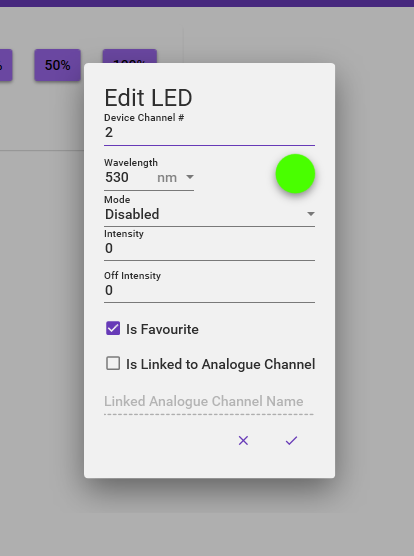 50%
100%
Edit LED
Device Channel #
2
Wavelength
530 nm
Mode
Disabled
Intensity
0
Off Intensity
0
Is Favourite
Is Linked to Analogue Channel
Linked Analogue Channel Name